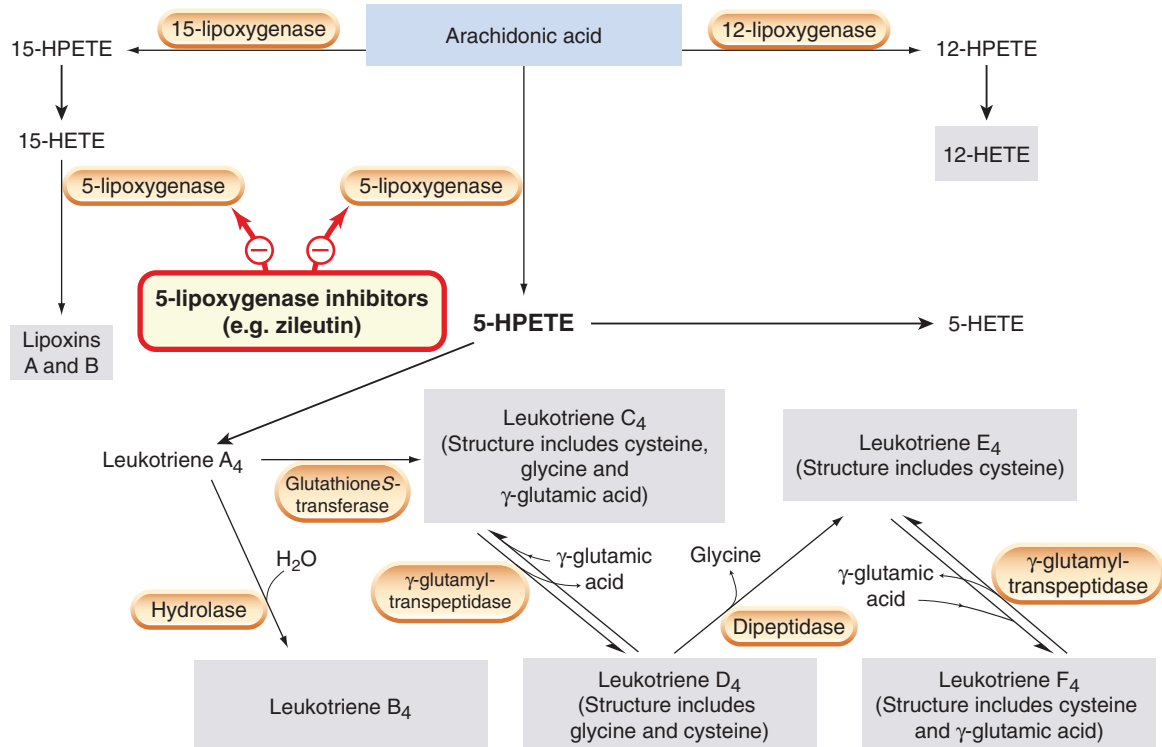 15-lipoxygenase
Arachidonic acid
12-lipoxygenase
15-HPETE
12-HPETE
15-HETE
12-HETE
5-lipoxygenase
5-lipoxygenase
5-lipoxygenase inhibitors
(e.g. zileutin)
5-HPETE
5-HETE
Lipoxins
A and B
Leukotriene A₄
Glutathione S-
transferase
Leukotriene C₄
(Structure includes cysteine,
glycine and
γ-glutamic acid)
Leukotriene E₄
(Structure includes cysteine)
H₂O
Hydrolase
γ-glutamyl-
transpeptidase
γ-glutamic
acid
Glycine
Dipeptidase
γ-glutamic
acid
γ-glutamyl-
transpeptidase
Leukotriene B₄
Leukotriene D₄
(Structure includes
glycine and cysteine)
Leukotriene F₄
(Structure includes cysteine
and γ-glutamic acid)